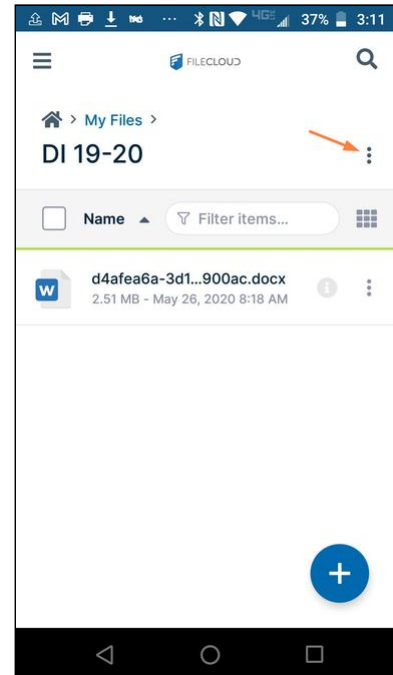 4GE 37% 3:11
FILECLOUD
> My Files >
DI 19-20
Name Filter items...
W d4afea6a-3d1...900ac.docx
2.51 MB - May 26, 2020 8:18 AM